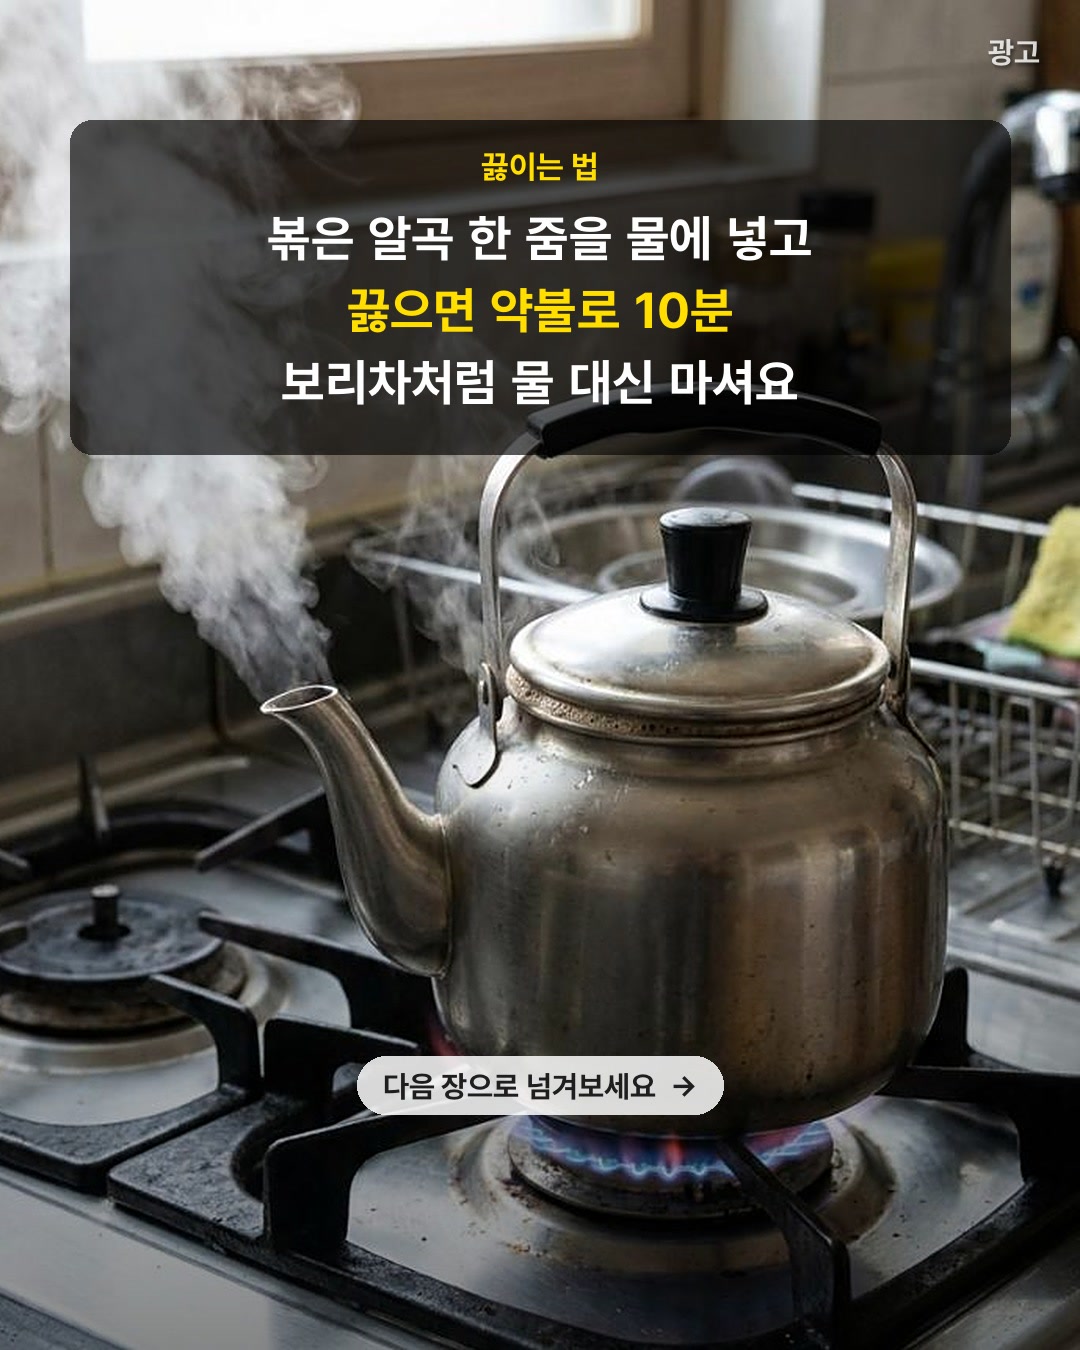 광고
끓이는 법
볶은 알곡 한 줌을 물에 넣고
끓으면 약불로 10분
보리차처럼 물 대신 마셔요
다음 장으로 넘겨보세요 →